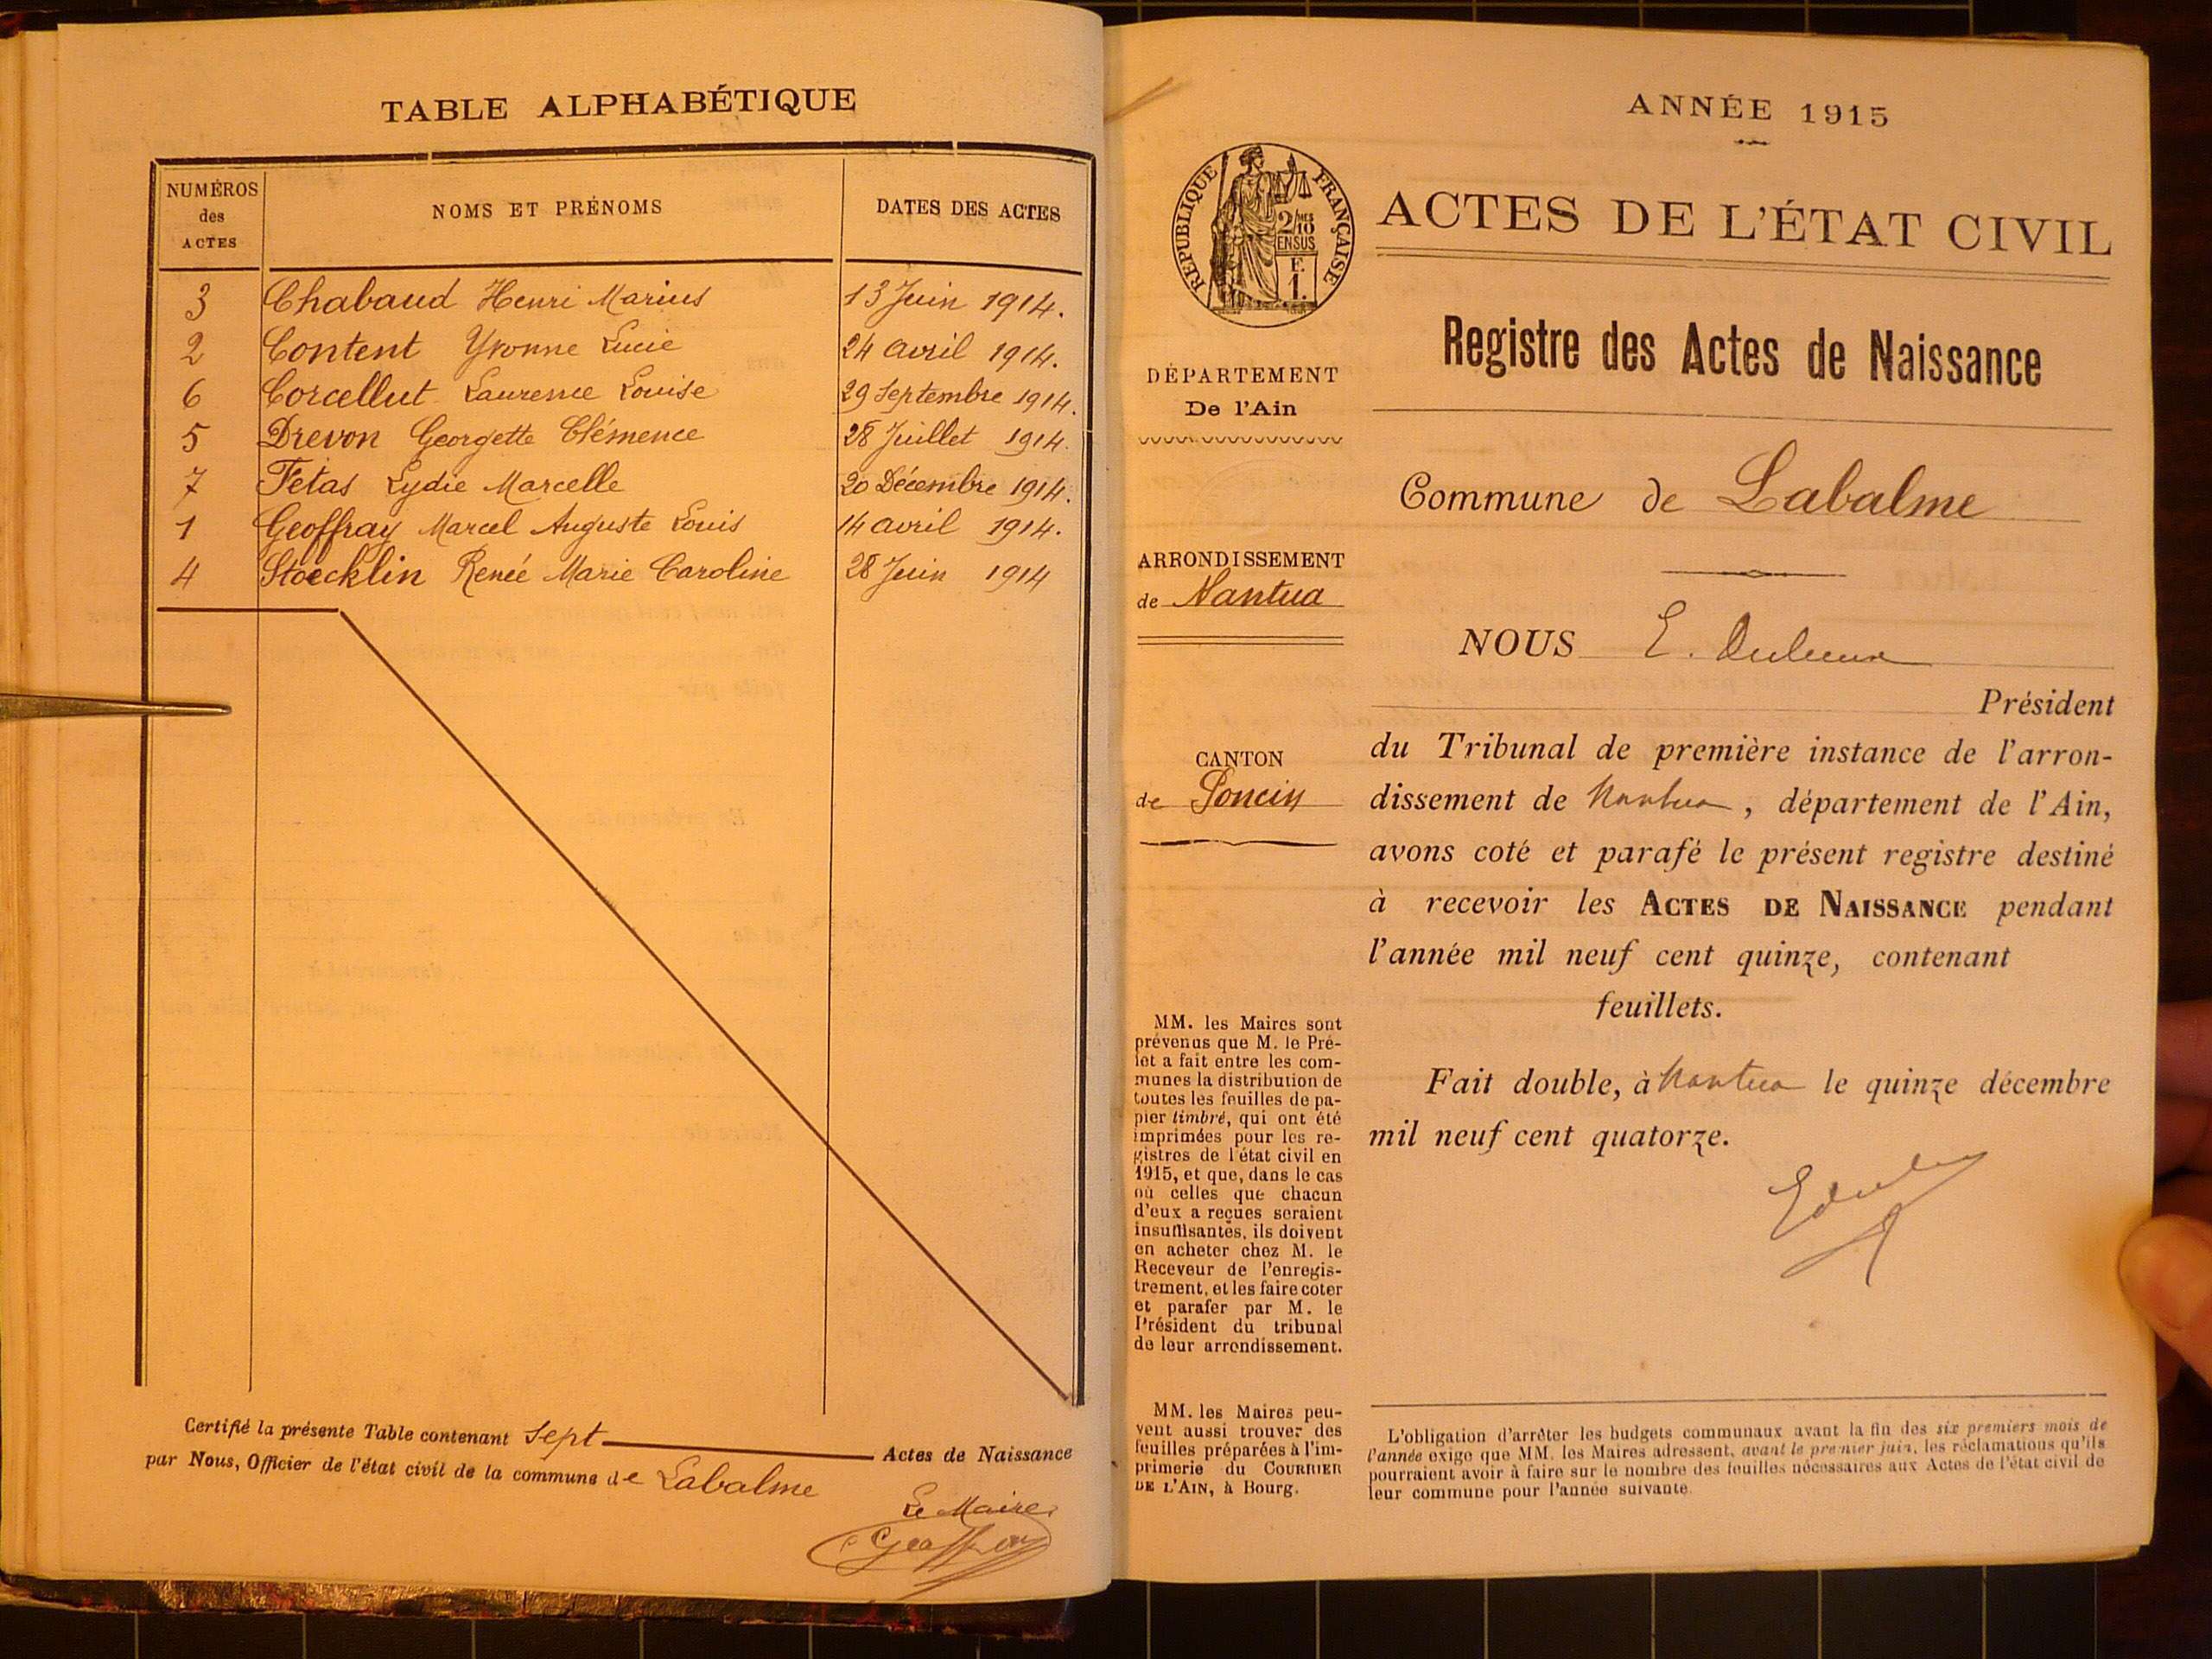 TABLE ALPHABÉTIQUE
NUMÉROS des ACTES NOMS ET PRÉNOMS DATES DES ACTES
3 Chabaud Henri Marius 13 Juin 1914.
2 Content Yvonne Lucie 24 avril 1914.
6 Corcellut Laurence Louise 29 Septembre 1914.
5 Drevon Georgette Clémence 28 Juillet 1914.
7 Fétas Lydie Marcelle 20 Décembre 1914.
1 Geoffray Marcel Auguste Louis 14 avril 1914.
4 Stoecklin Renée Marie Caroline 28 Juin 1914
Certifié la présente Table contenant Sept Actes de Naissance
par Nous, Officier de l'état civil de la commune de Labalme
Le Maire
Geoffray
ANNÉE 1915
RÉPUBLIQUE FRANÇAISE
2/10 EN SUS
E.
1.
ACTES DE L'ÉTAT CIVIL
Registre des Actes de Naissance
DÉPARTEMENT
De l'Ain
Commune de Labalme
ARRONDISSEMENT
de Nantua
NOUS E.
Président
du Tribunal de première instance de l'arron-
dissement de Nantua, département de l'Ain,
avons coté et parafé le présent registre destiné
à recevoir les ACTES DE NAISSANCE pendant
l'année mil neuf cent quinze, contenant
feuillets.
Fait double, à Nantua le quinze décembre
mil neuf cent quatorze.
CANTON
de Poncin
MM. les Maires sont
prévenus que M. le Pré-
fet a fait entre les com-
munes la distribution de
toutes les feuilles de pa-
pier timbré, qui ont été
imprimées pour les re-
gistres de l'état civil en
1915, et que, dans le cas
où celles que chacun
d'eux a reçues seraient
insuffisantes, ils doivent
en acheter chez M. le
Receveur de l'enregis-
trement, et les faire coter
et parafer par M. le
Président du tribunal
de leur arrondissement.
MM. les Maires peu-
vent aussi trouver des
feuilles préparées à l'im-
primerie du COURRIER
DE L'AIN, à Bourg.
L'obligation d'arrêter les budgets communaux avant la fin des six premiers mois de
l'année exige que MM. les Maires adressent, avant le premier juin, les réclamations qu'ils
pourraient avoir à faire sur le nombre des feuilles nécessaires aux Actes de l'état civil de
leur commune pour l'année suivante.